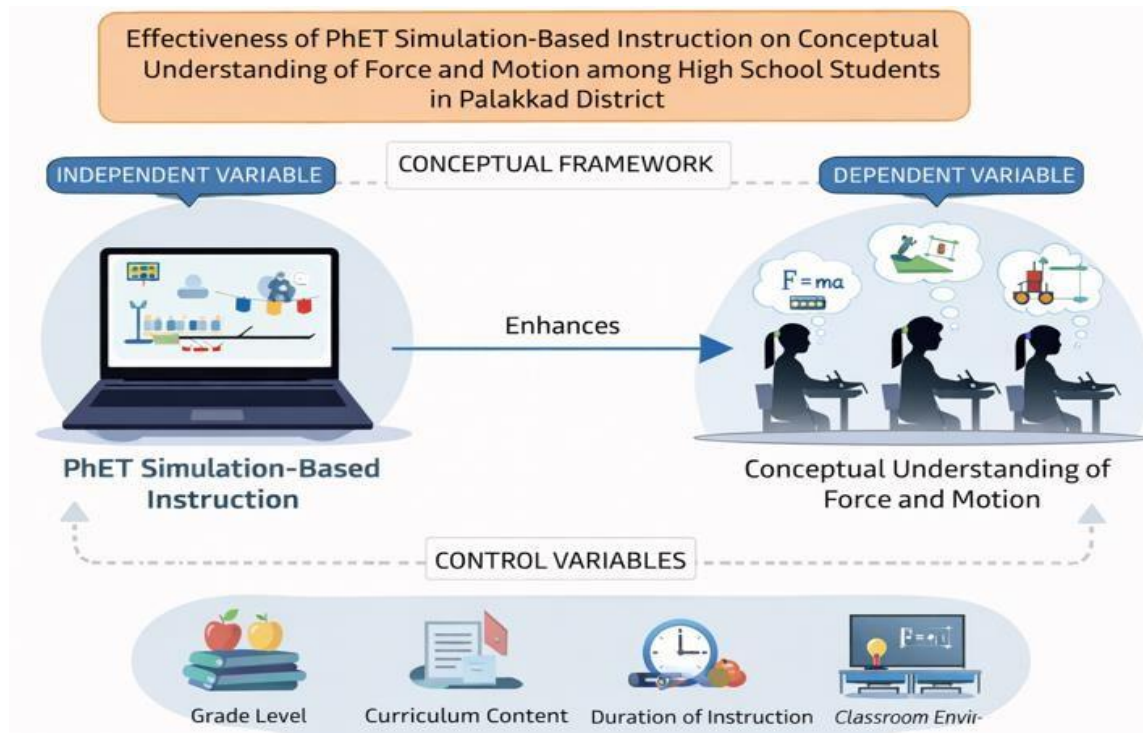 Effectiveness of PhET Simulation-Based Instruction on Conceptual
Understanding of Force and Motion among High School Students
in Palakkad District
CONCEPTUAL FRAMEWORK
INDEPENDENT VARIABLE
DEPENDENT VARIABLE
F=ma
Enhances
PhET Simulation-Based
Instruction
Conceptual Understanding of
Force and Motion
CONTROL VARIABLES
Grade Level
Curriculum Content
Duration of Instruction
Classroom Envir-